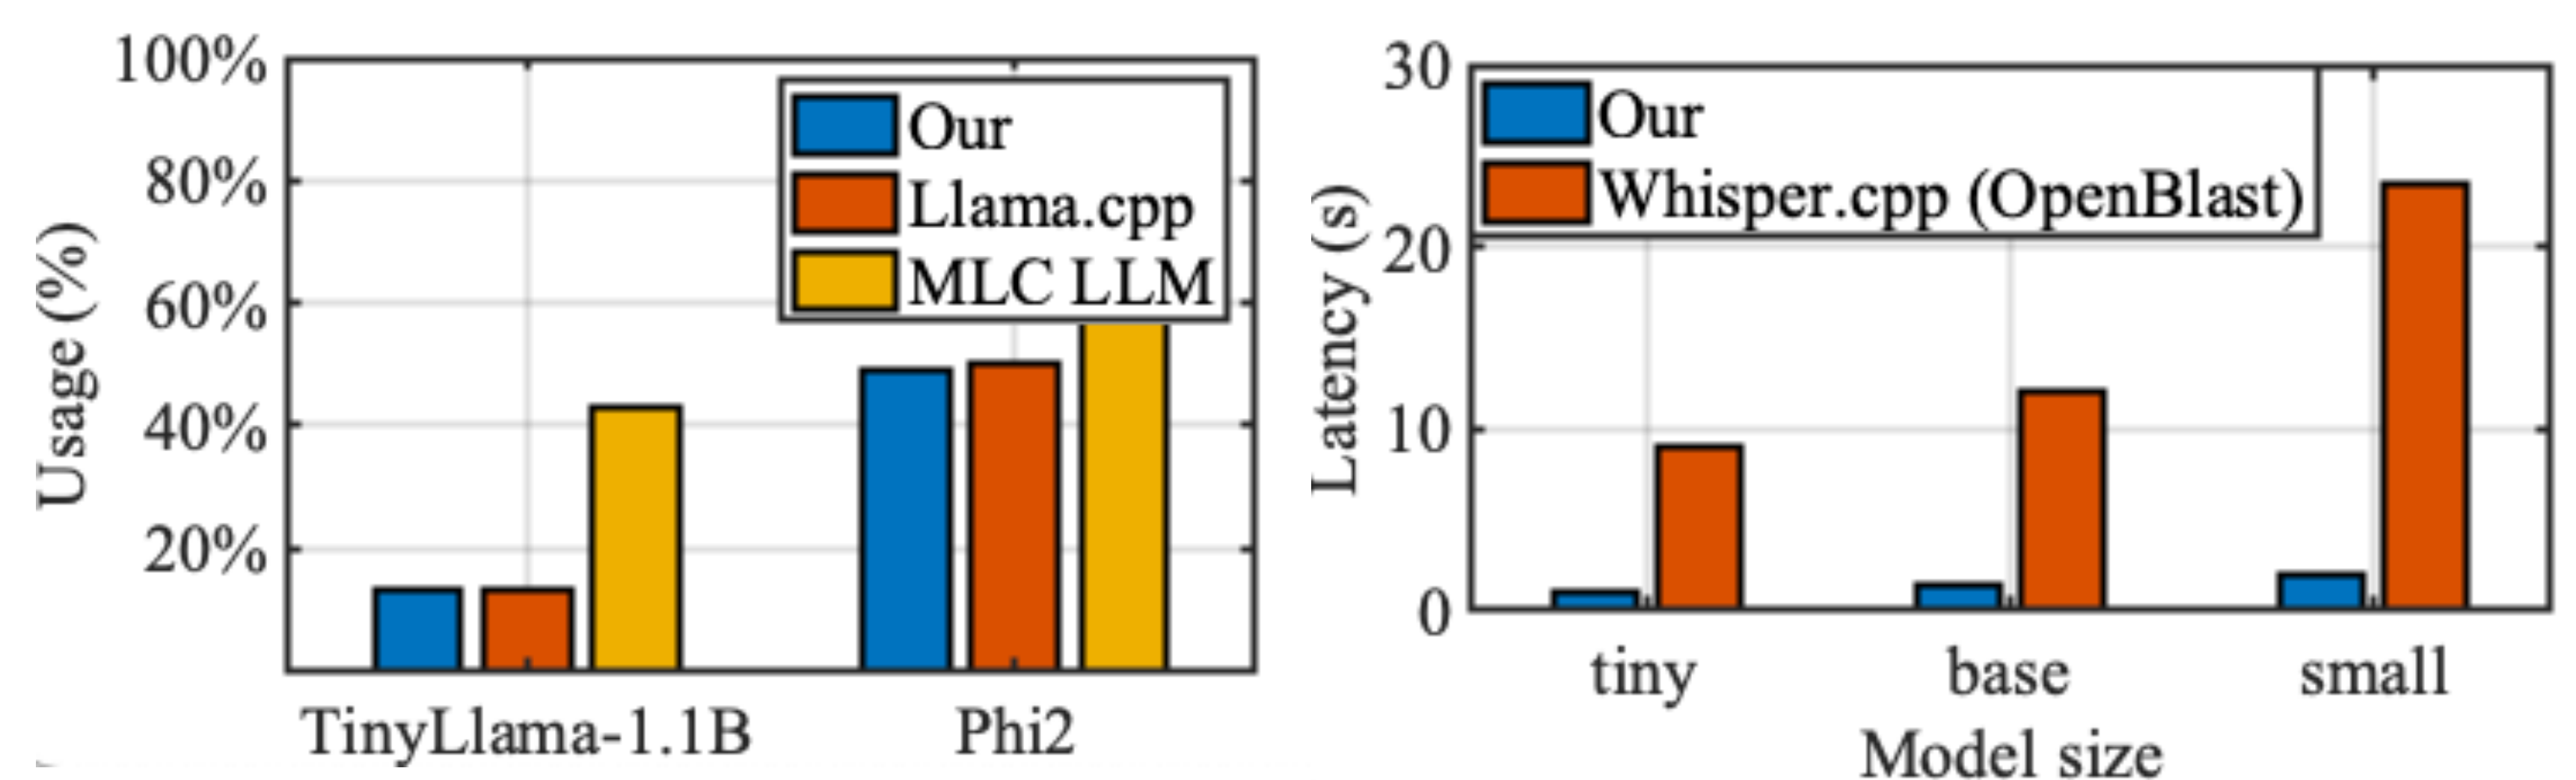 Usage (%)
100%
80%
60%
40%
20%
Our
Llama.cpp
MLC LLM
TinyLlama-1.1B
Phi2
Latency (s)
30
20
10
0
Our
Whisper.cpp (OpenBlast)
tiny
base
small
Model size